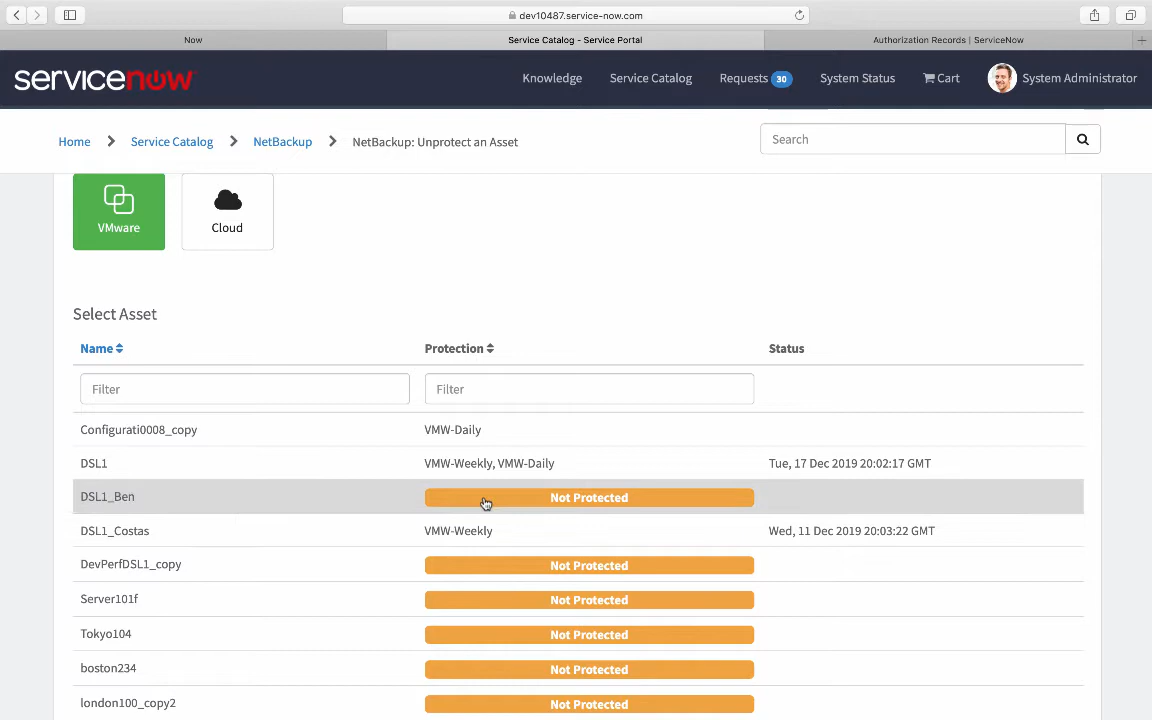 dev10487.service-now.com
Now
Service Catalog - Service Portal
Authorization Records | ServiceNow
servicenow
Knowledge
Service Catalog
Requests 30
System Status
Cart
System Administrator
Home
Service Catalog
NetBackup
NetBackup: Unprotect an Asset
Search
VMware
Cloud
Select Asset
Name
Protection
Status
Filter
Filter
Configurati0008_copy
VMW-Daily
DSL1
VMW-Weekly, VMW-Daily
Tue, 17 Dec 2019 20:02:17 GMT
DSL1_Ben
Not Protected
DSL1_Costas
VMW-Weekly
Wed, 11 Dec 2019 20:03:22 GMT
DevPerfDSL1_copy
Not Protected
Server101f
Not Protected
Tokyo104
Not Protected
boston234
Not Protected
london100_copy2
Not Protected